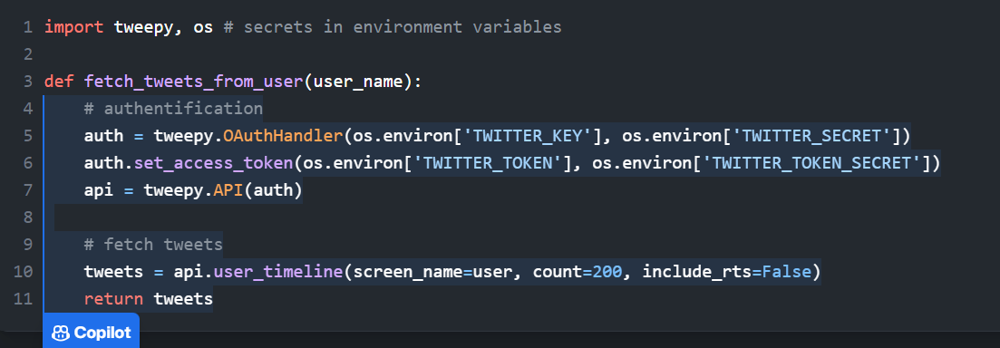 1 import tweepy, os # secrets in environment variables
2
3 def fetch_tweets_from_user(user_name):
4     # authentification
5     auth = tweepy.OAuthHandler(os.environ['TWITTER_KEY'], os.environ['TWITTER_SECRET'])
6     auth.set_access_token(os.environ['TWITTER_TOKEN'], os.environ['TWITTER_TOKEN_SECRET'])
7     api = tweepy.API(auth)
8
9     # fetch tweets
10     tweets = api.user_timeline(screen_name=user, count=200, include_rts=False)
11     return tweets
Copilot